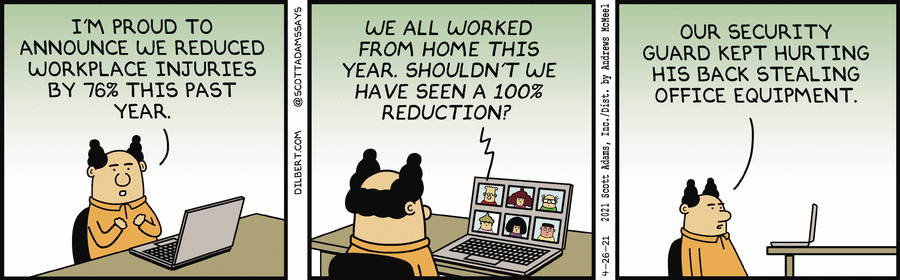 I'M PROUD TO
ANNOUNCE WE REDUCED
WORKPLACE INJURIES
BY 76% THIS PAST
YEAR.
DILBERT.COM @SCOTTADAMSSAYS
WE ALL WORKED
FROM HOME THIS
YEAR. SHOULDN'T WE
HAVE SEEN A 100%
REDUCTION?
4-26-21 2021 Scott Adams, Inc./Dist. by Andrews McMeel
OUR SECURITY
GUARD KEPT HURTING
HIS BACK STEALING
OFFICE EQUIPMENT.